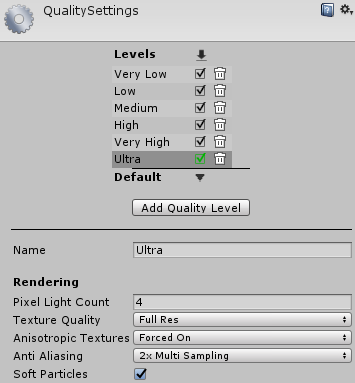 QualitySettings
Levels
Very Low
Low
Medium
High
Very High
Ultra
Default
Add Quality Level
Name Ultra
Rendering
Pixel Light Count 4
Texture Quality Full Res
Anisotropic Textures Forced On
Anti Aliasing 2x Multi Sampling
Soft Particles